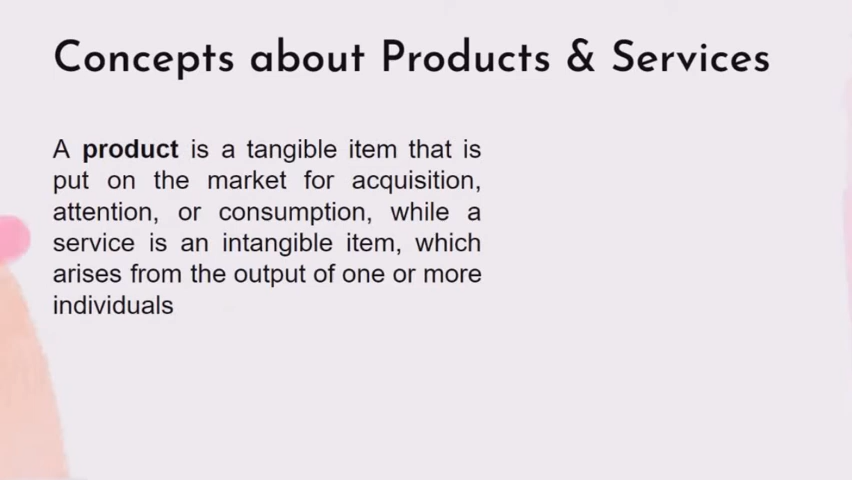 Concepts about Products & Services
A product is a tangible item that is
put on the market for acquisition,
attention, or consumption, while a
service is an intangible item, which
arises from the output of one or more
individuals